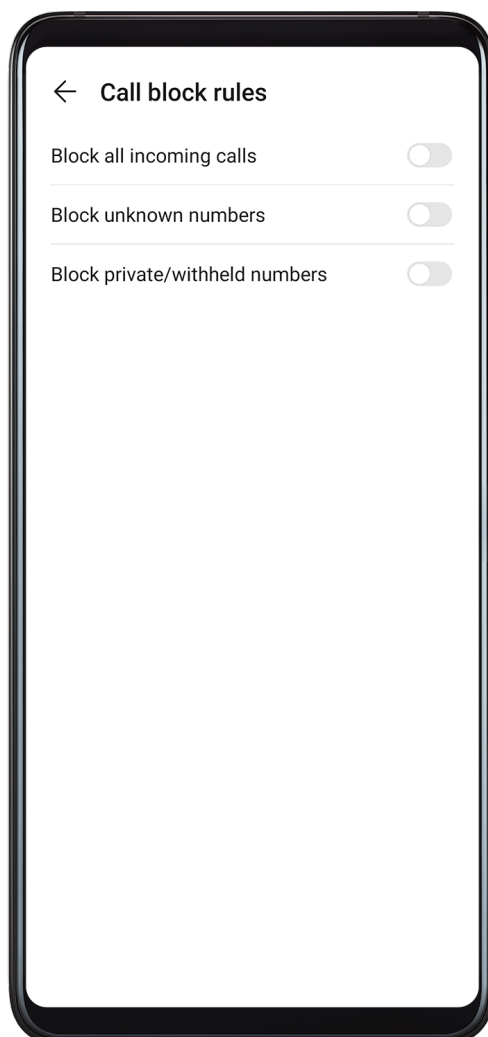 Call block rules
Block all incoming calls
Block unknown numbers
Block private/withheld numbers